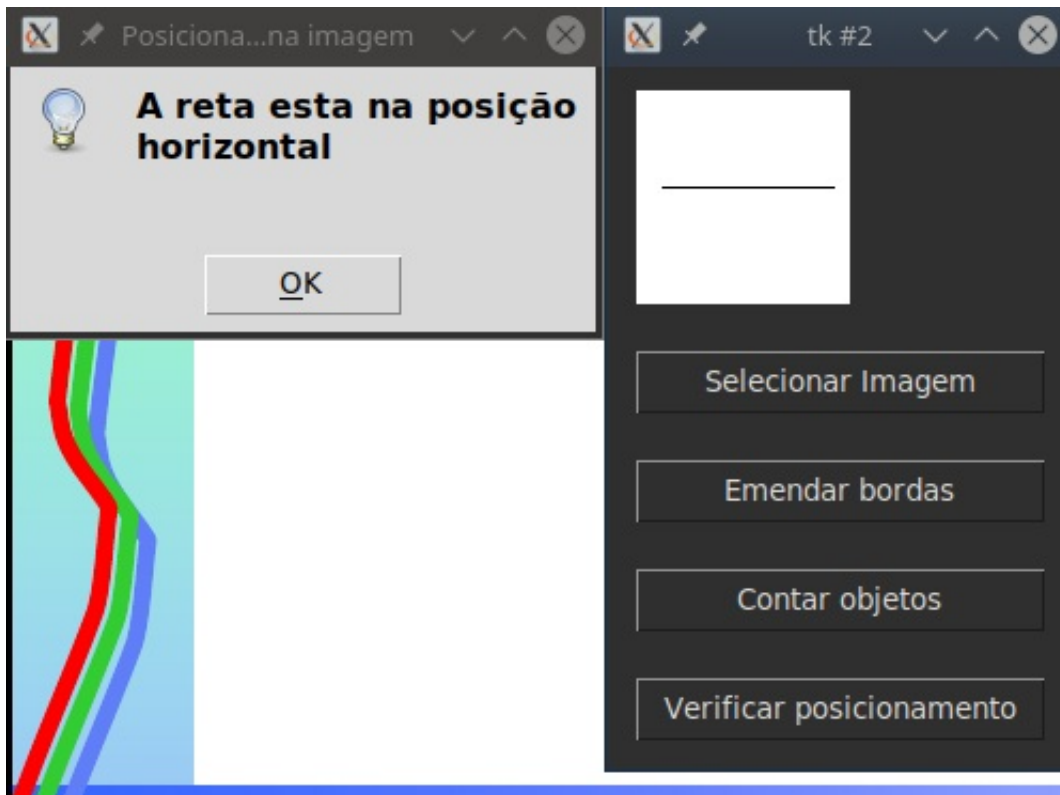 Posiciona...na imagem
A reta esta na posição
horizontal
OK
tk #2
Selecionar Imagem
Emendar bordas
Contar objetos
Verificar posicionamento